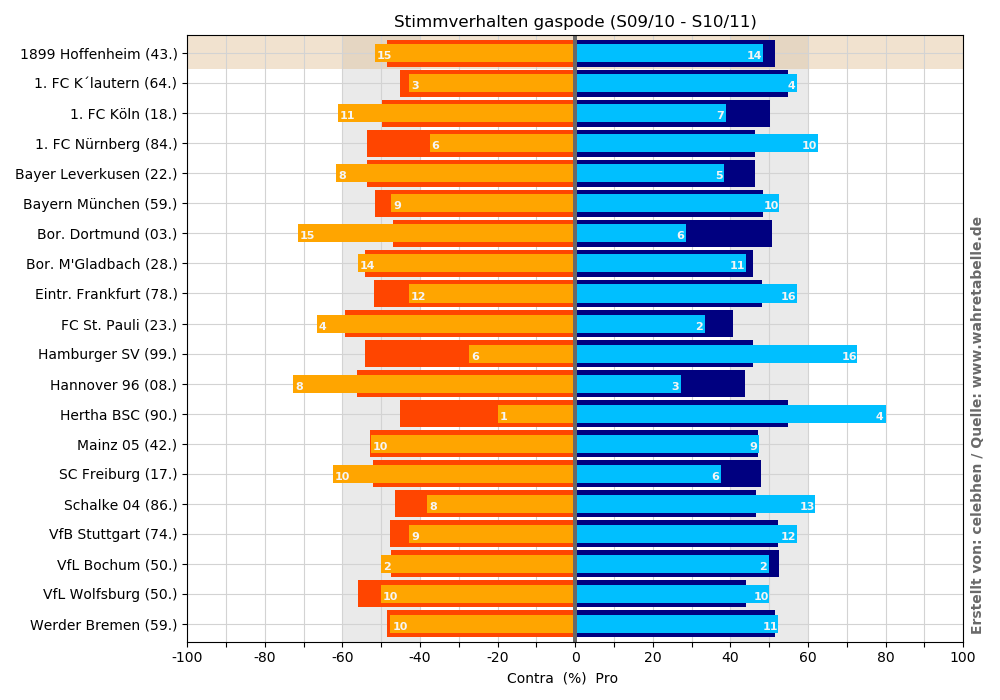 Stimmverhalten gaspode (S09/10 - S10/11)
1899 Hoffenheim (43.) 15 14
1. FC K´lautern (64.) 3 4
1. FC Köln (18.) 11 7
1. FC Nürnberg (84.) 6 10
Bayer Leverkusen (22.) 8 5
Bayern München (59.) 9 10
Bor. Dortmund (03.) 15 6
Bor. M'Gladbach (28.) 14 11
Eintr. Frankfurt (78.) 12 16
FC St. Pauli (23.) 4 2
Hamburger SV (99.) 6 16
Hannover 96 (08.) 8 3
Hertha BSC (90.) 1 4
Mainz 05 (42.) 10 9
SC Freiburg (17.) 10 6
Schalke 04 (86.) 8 13
VfB Stuttgart (74.) 9 12
VfL Bochum (50.) 2 2
VfL Wolfsburg (50.) 10 10
Werder Bremen (59.) 10 11
-100 -80 -60 -40 -20 0 20 40 60 80 100
Contra (%) Pro
Erstellt von: celebhen / Quelle: www.wahretabelle.de